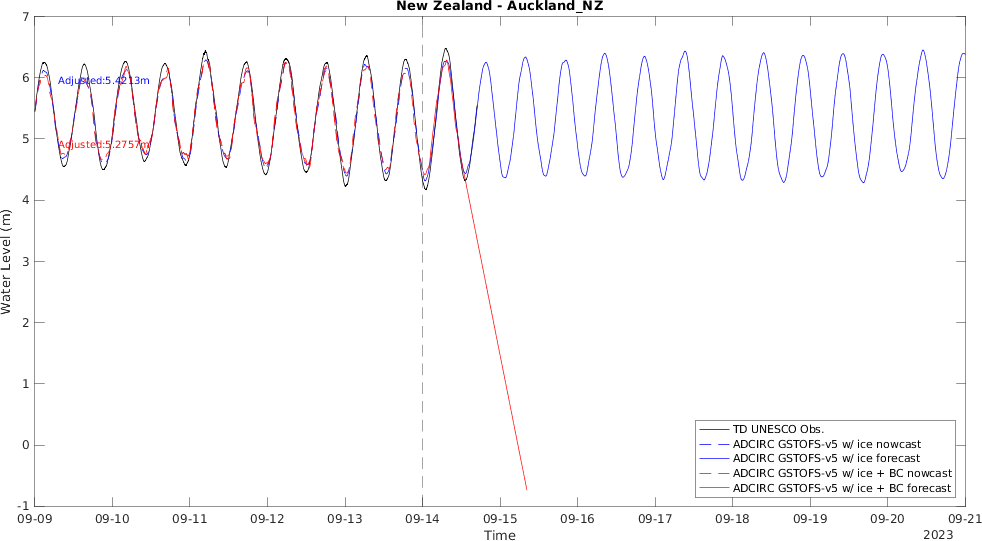 New Zealand - Auckland_NZ
Water Level (m)
7
6
5
4
3
2
1
0
-1
Adjusted:5.4213m
Adjusted:5.2757m
TD UNESCO Obs.
ADCIRC GSTOFS-v5 w/ ice nowcast
ADCIRC GSTOFS-v5 w/ ice forecast
ADCIRC GSTOFS-v5 w/ ice + BC nowcast
ADCIRC GSTOFS-v5 w/ ice + BC forecast
09-09 09-10 09-11 09-12 09-13 09-14 09-15 09-16 09-17 09-18 09-19 09-20 09-21
Time
2023